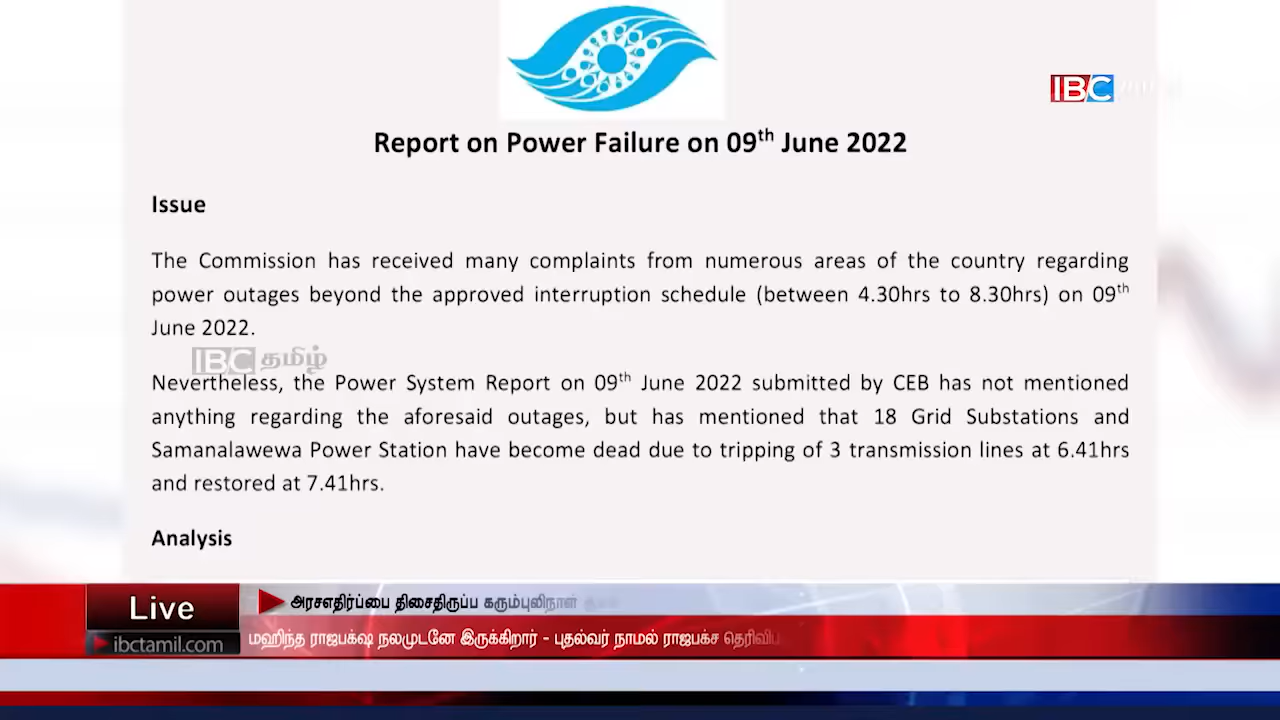 IBC
Report on Power Failure on 09th June 2022
Issue
The Commission has received many complaints from numerous areas of the country regarding
power outages beyond the approved interruption schedule (between 4.30hrs to 8.30hrs) on 09th
June 2022.
IBC தமிழ்
Nevertheless, the Power System Report on 09th June 2022 submitted by CEB has not mentioned
anything regarding the aforesaid outages, but has mentioned that 18 Grid Substations and
Samanalawewa Power Station have become dead due to tripping of 3 transmission lines at 6.41hrs
and restored at 7.41hrs.
Analysis
Live
அரசஎதிர்ப்பை திசைதிருப்ப கரும்புலிநாள்
ibctamil.com
மஹிந்த ராஜபக்ஷ நலமுடனே இருக்கிறார் - புதல்வர் நாமல் ராஜபக்ச